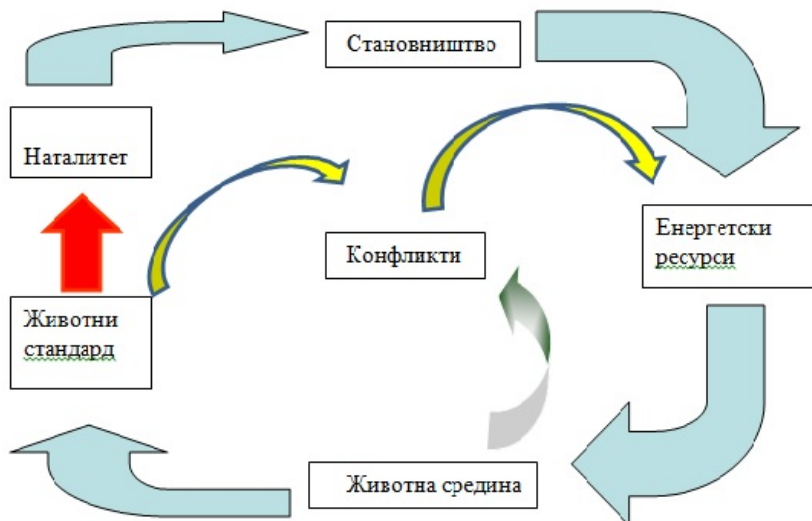 Становништво
Наталитет
Енергетски
ресурси
Конфликти
Животни
стандард
Животна средина